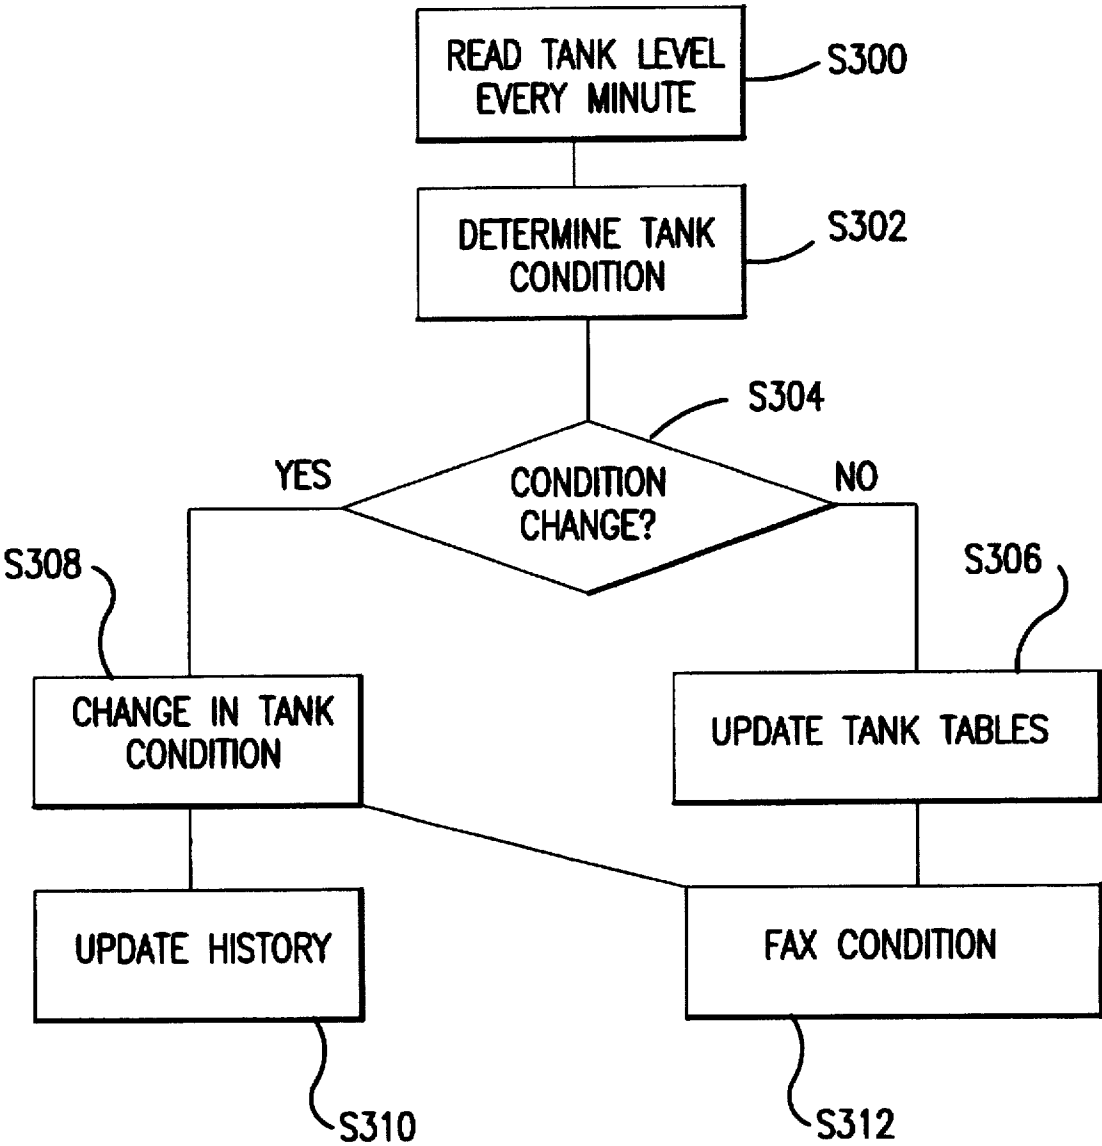 READ TANK LEVEL
EVERY MINUTE
S300
DETERMINE TANK
CONDITION
S302
S304
YES
CONDITION
CHANGE?
NO
S308
S306
CHANGE IN TANK
CONDITION
UPDATE TANK TABLES
UPDATE HISTORY
FAX CONDITION
S310
S312